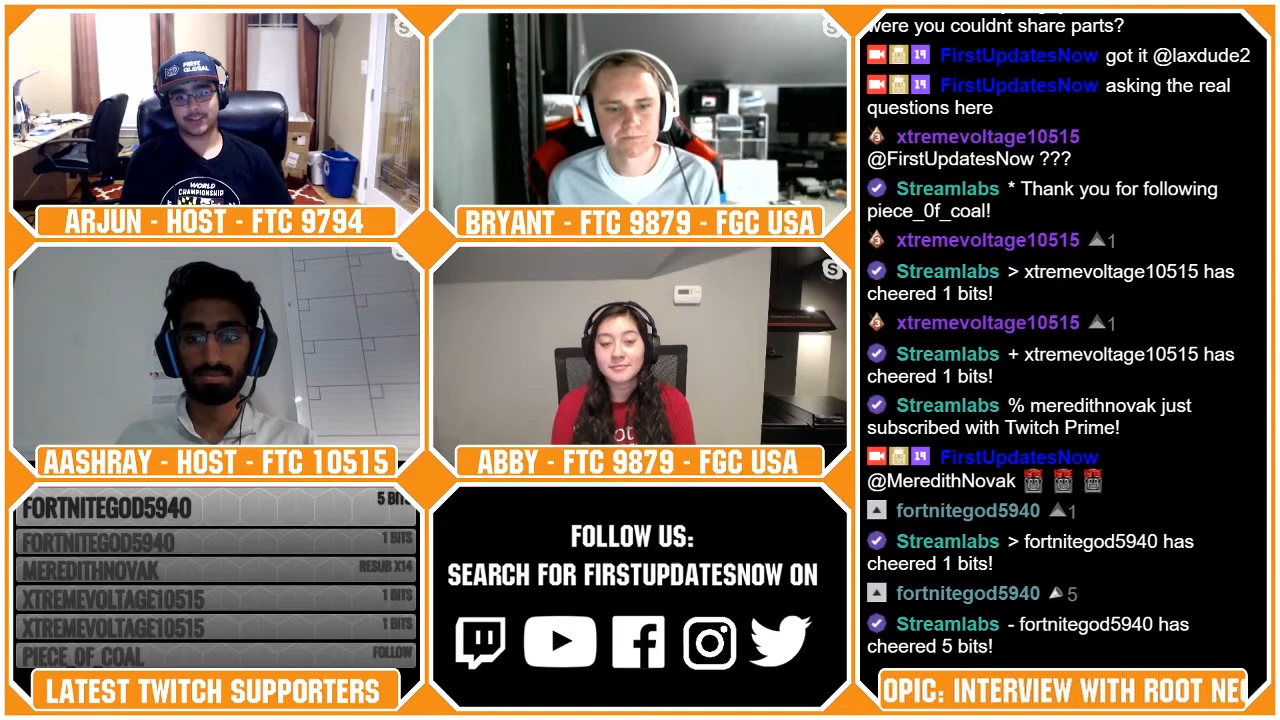 FIRST
GLOBAL
WORLD
CHAMPIONSHIP
ARJUN - HOST - FTC 9794
BRYANT - FTC 9879 - FGC USA
AASHRAY - HOST - FTC 10515
ABBY - FTC 9879 - FGC USA
FORTNITEGOD5940 5 BITS
FORTNITEGOD5940 1 BITS
MEREDITHNOVAK RESUB X14
XTREMEVOLTAGE10515 1 BITS
XTREMEVOLTAGE10515 1 BITS
PIECE_OF_COAL FOLLOW
LATEST TWITCH SUPPORTERS
FOLLOW US:
SEARCH FOR FIRSTUPDATESNOW ON
were you couldnt share parts?
FirstUpdatesNow got it @laxdude2
FirstUpdatesNow asking the real
questions here
xtremevoltage10515
@FirstUpdatesNow ???
Streamlabs * Thank you for following
piece_0f_coal!
xtremevoltage10515 1
Streamlabs > xtremevoltage10515 has
cheered 1 bits!
xtremevoltage10515 1
Streamlabs + xtremevoltage10515 has
cheered 1 bits!
Streamlabs % meredithnovak just
subscribed with Twitch Prime!
FirstUpdatesNow
@MeredithNovak
fortnitegod5940 1
Streamlabs > fortnitegod5940 has
cheered 1 bits!
fortnitegod5940 5
Streamlabs - fortnitegod5940 has
cheered 5 bits!
OPIC: INTERVIEW WITH ROOT NE